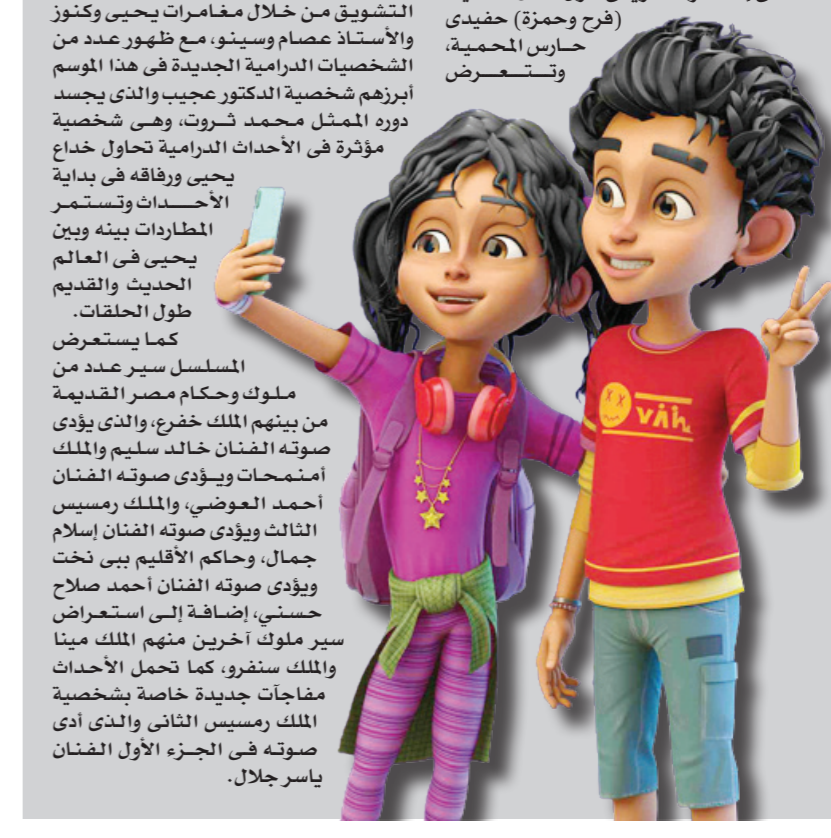 (فرح وحمزة) حفيدى
حارس المحمية،
وتتعرض
التشويق من خلال مغامرات يحيى وكنوز
والأستاذ عصام وسينو، مع ظهور عدد من
الشخصيات الدرامية الجديدة فى هذا الموسم
أبرزهم شخصية الدكتور عجيب والذى يجسد
دوره الممثل محمد ثروت، وهى شخصية
مؤثرة فى الأحداث الدرامية تحاول خداع
يحيى ورفاقه فى بداية
الأحداث وتستمر
المطاردات بينه وبين
يحيى فى العالم
الحديث والقديم
طول الحلقات.
كما يستعرض
المسلسل سير عدد من
ملوك وحكام مصر القديمة
من بينهم الملك خفرع، والذى يؤدى
صوته الفنان خالد سليم والملك
أمنمحات ويؤدى صوته الفنان
أحمد العوضي، والملك رمسيس
الثالث ويؤدى صوته الفنان إسلام
جمال، وحاكم الأقليم ببى نخت
ويؤدى صوته الفنان أحمد صلاح
حسني، إضافة إلى استعراض
سير ملوك آخرين منهم الملك مينا
والملك سنفرو، كما تحمل الأحداث
مفاجآت جديدة خاصة بشخصية
الملك رمسيس الثانى والذى أدى
صوته فى الجزء الأول الفنان
ياسر جلال.